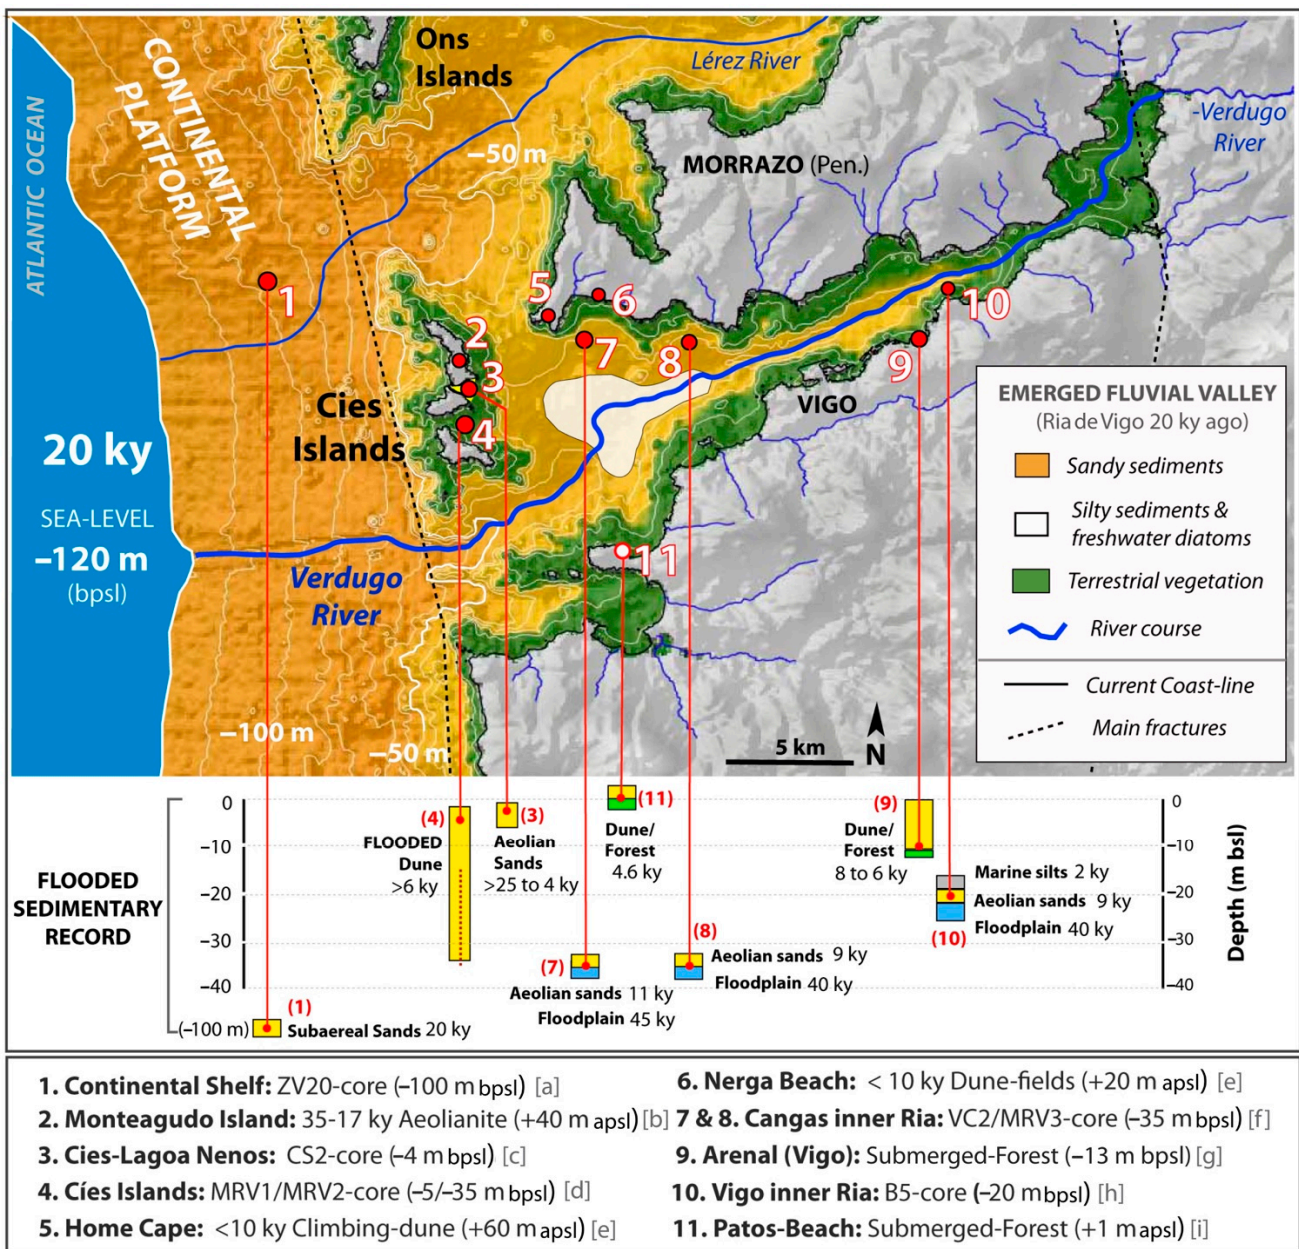 Ons
Islands
Lérez River
-Verdugo
River
CONTINENTAL
PLATFORM
ATLANTIC OCEAN
−50 m
MORRAZO (Pen.)
1
2
3
4
5
6
7
8
9
10
11
Cies
Islands
VIGO
20 ky
SEA-LEVEL
−120 m
(bpsl)
Verdugo
River
−100 m
−50 m
5 km
N
EMERGED FLUVIAL VALLEY
(Ria de Vigo 20 ky ago)
Sandy sediments
Silty sediments &
freshwater diatoms
Terrestrial vegetation
River course
Current Coast-line
Main fractures
FLOODED
SEDIMENTARY
RECORD
0
−10
−20
−30
−40
(−100 m)
(1)
Subaereal Sands 20 ky
(4)
FLOODED
Dune
>6 ky
(3)
Aeolian
Sands
>25 to 4 ky
(11)
Dune/
Forest
4.6 ky
(7)
Aeolian sands 11 ky
Floodplain 45 ky
(8)
Aeolian sands 9 ky
Floodplain 40 ky
(9)
Dune/
Forest
8 to 6 ky
Marine silts 2 ky
Aeolian sands 9 ky
Floodplain 40 ky
(10)
0
−10
−20
−30
−40
Depth (m bsl)
1. Continental Shelf: ZV20-core (−100 m bpsl) [a]
2. Monteagudo Island: 35-17 ky Aeolianite (+40 m apsl) [b]
3. Cies-Lagoa Nenos: CS2-core (−4 m bpsl) [c]
4. Cíes Islands: MRV1/MRV2-core (−5/−35 m bpsl) [d]
5. Home Cape: <10 ky Climbing-dune (+60 m apsl) [e]
6. Nerga Beach: < 10 ky Dune-fields (+20 m apsl) [e]
7 & 8. Cangas inner Ria: VC2/MRV3-core (−35 m bpsl) [f]
9. Arenal (Vigo): Submerged-Forest (−13 m bpsl) [g]
10. Vigo inner Ria: B5-core (−20 m bpsl) [h]
11. Patos-Beach: Submerged-Forest (+1 m apsl) [i]